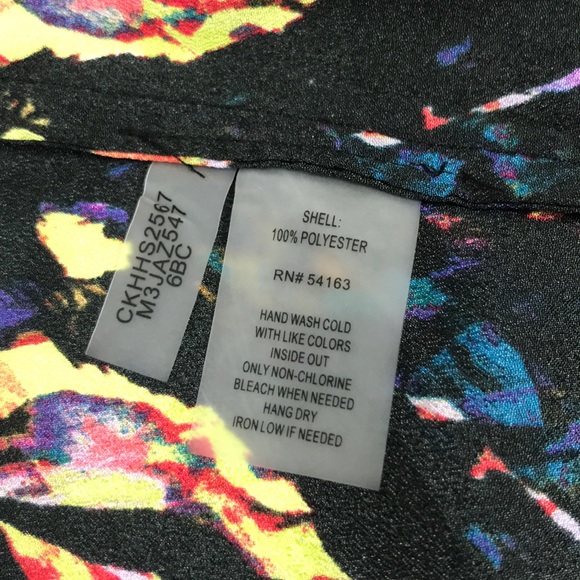 CKHHS2567
M3JAZ547
6BC
SHELL:
100% POLYESTER
RN# 54163
HAND WASH COLD
WITH LIKE COLORS
INSIDE OUT
ONLY NON-CHLORINE
BLEACH WHEN NEEDED
HANG DRY
IRON LOW IF NEEDED